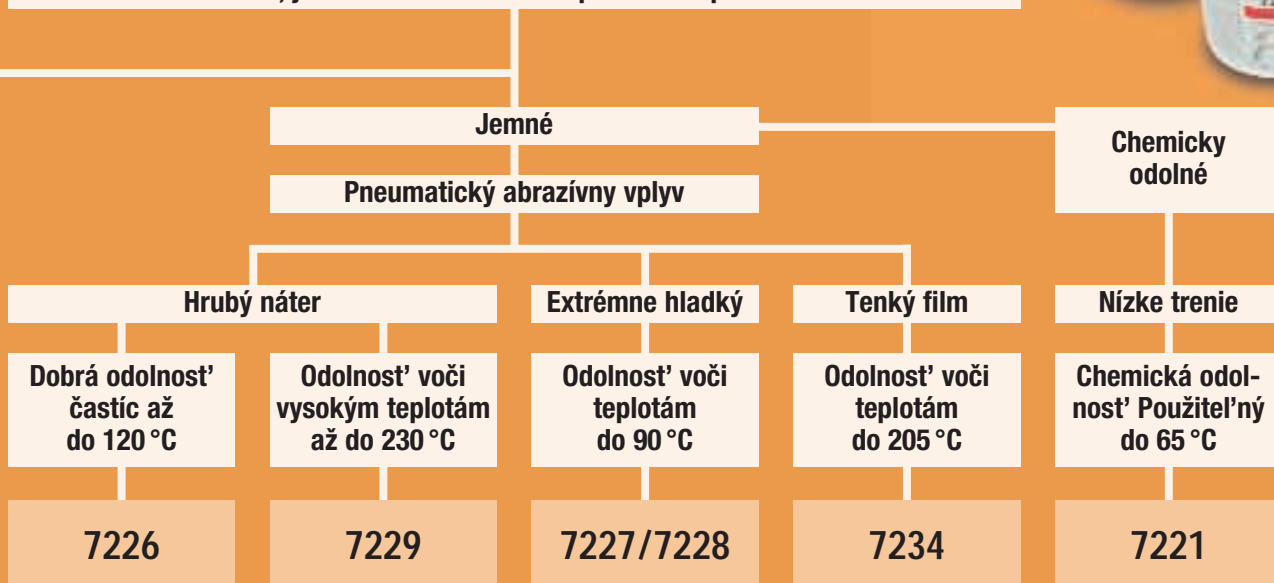 Jemné
Chemicky
odolné
Pneumatický abrazívny vplyv
Hrubý náter
Extrémne hladký
Tenký film
Nízke trenie
Dobrá odolnosť
častíc až
do 120 °C
Odolnosť voči
vysokým teplotám
až do 230 °C
Odolnosť voči
teplotám
do 90 °C
Odolnosť voči
teplotám
do 205 °C
Chemická odol-
nosť Použiteľný
do 65 °C
7226
7229
7227/7228
7234
7221